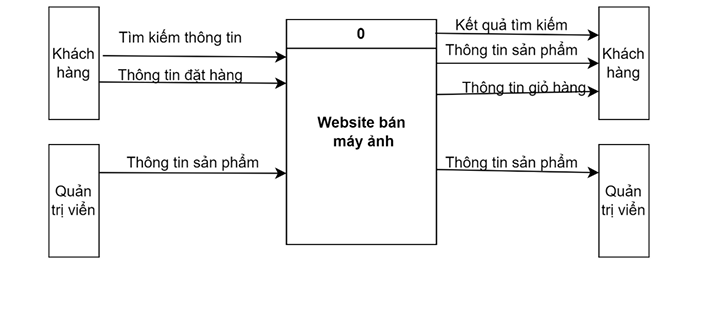 0
Website bán
máy ảnh
Khách
hàng
Tìm kiếm thông tin
Thông tin đặt hàng
Quản
trị viển
Thông tin sản phẩm
Kết quả tìm kiếm
Thông tin sản phẩm
Thông tin giỏ hàng
Khách
hàng
Thông tin sản phẩm
Quản
trị viển